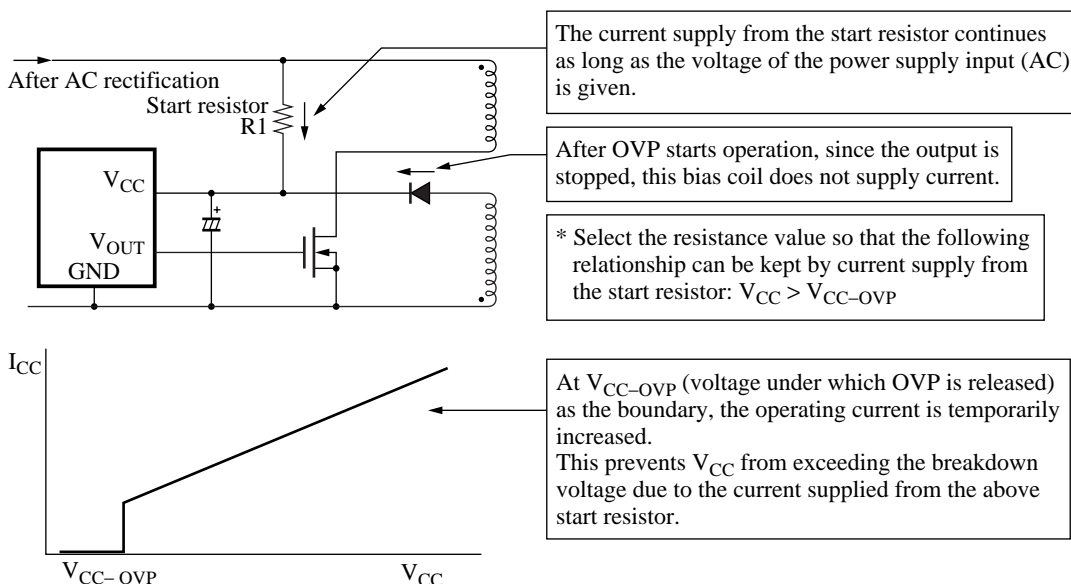 After AC rectification
Start resistor
R1
VCC
VOUT
GND
+
The current supply from the start resistor continues
as long as the voltage of the power supply input (AC)
is given.
After OVP starts operation, since the output is
stopped, this bias coil does not supply current.
* Select the resistance value so that the following
relationship can be kept by current supply from
the start resistor: VCC > VCC–OVP
ICC
VCC– OVP
VCC
At VCC–OVP (voltage under which OVP is released)
as the boundary, the operating current is temporarily
increased.
This prevents VCC from exceeding the breakdown
voltage due to the current supplied from the above
start resistor.